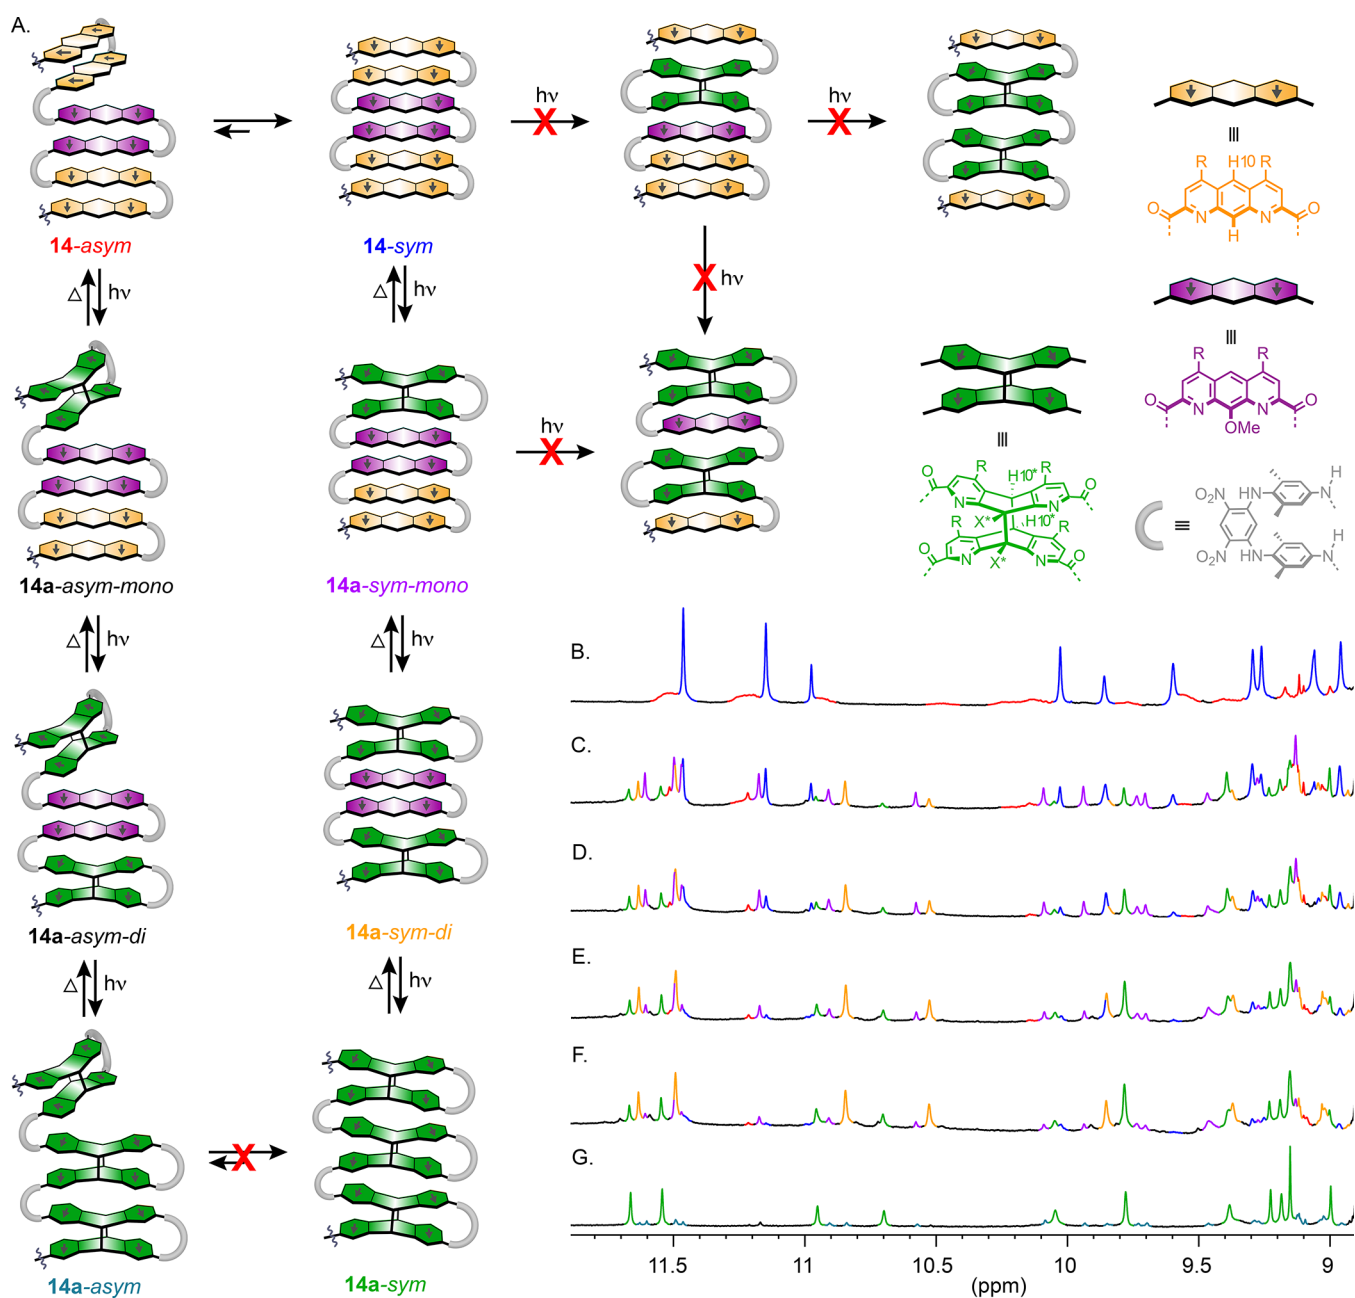 A.
hν
hν
14-asym
14-sym
hν
△
hν
△
hν
hν
14a-asym-mono
14a-sym-mono
△
hν
△
hν
14a-asym-di
14a-sym-di
△
hν
△
hν
14a-asym
14a-sym
R
H10
R
O
N
N
O
H
R
R
O
N
N
O
OMe
R
H10*
R
O
N
N
O
X*
R
H10*
R
O
N
N
O
X*
H
O2N
HN
N
H
O2N
HN
N
B.
C.
D.
E.
F.
G.
11.5
11
10.5
10
9.5
9
(ppm)